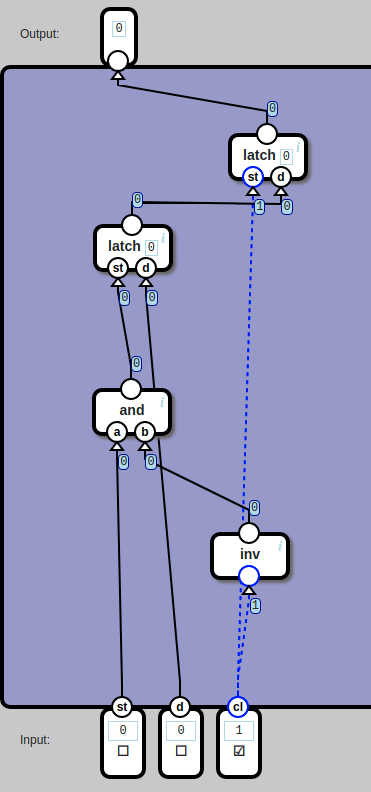 Output:
0
0
latch 0
i
st d
1 0
0
latch 0
i
st d
0 0
0
and
i
a b
0 0
0
inv
i
1
st d cl
Input:
0 0 1